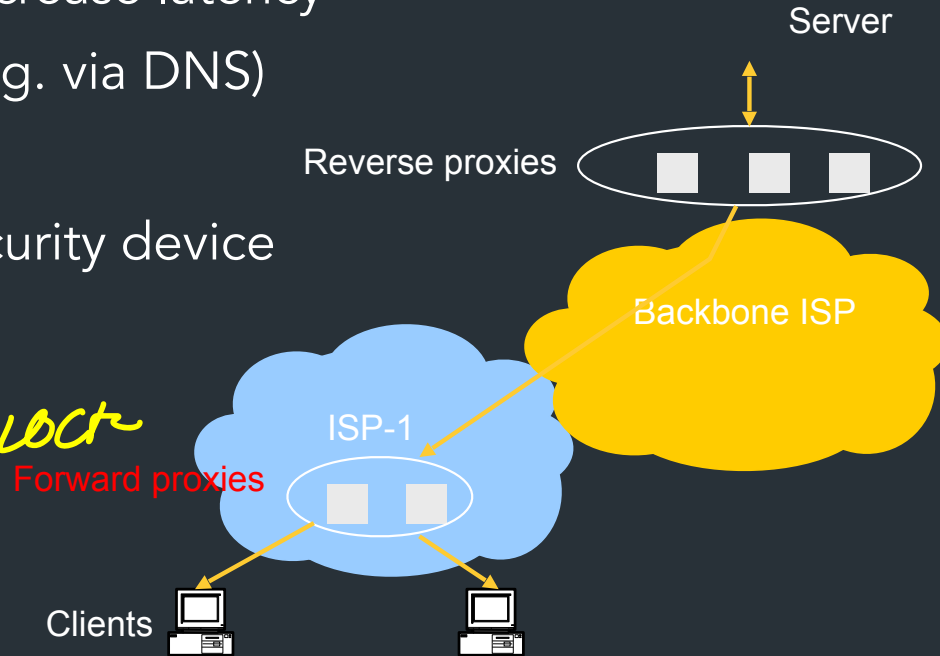 Server
g. via DNS)
Reverse proxies
curity device
Backbone ISP
ISP-1
Forward proxies
Clients